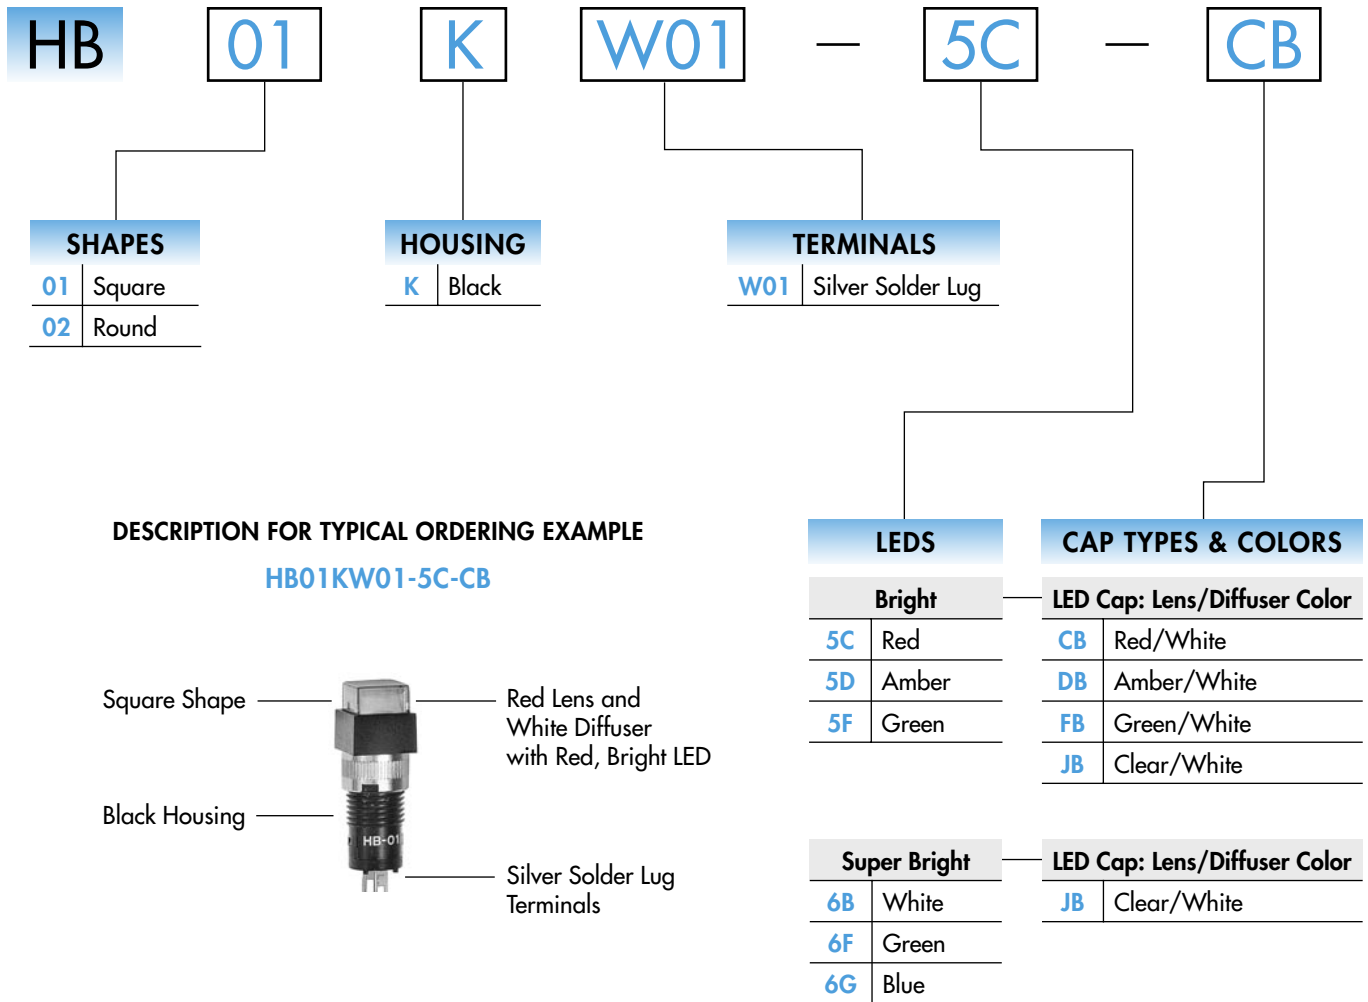 HB 01 K W01 — 5C — CB
SHAPES
01 Square
02 Round
HOUSING
K Black
TERMINALS
W01 Silver Solder Lug
DESCRIPTION FOR TYPICAL ORDERING EXAMPLE
HB01KW01-5C-CB
Square Shape
Black Housing
HB-01
Red Lens and
White Diffuser
with Red, Bright LED
Silver Solder Lug
Terminals
LEDS
Bright
5C Red
5D Amber
5F Green
Super Bright
6B White
6F Green
6G Blue
CAP TYPES & COLORS
LED Cap: Lens/Diffuser Color
CB Red/White
DB Amber/White
FB Green/White
JB Clear/White
LED Cap: Lens/Diffuser Color
JB Clear/White